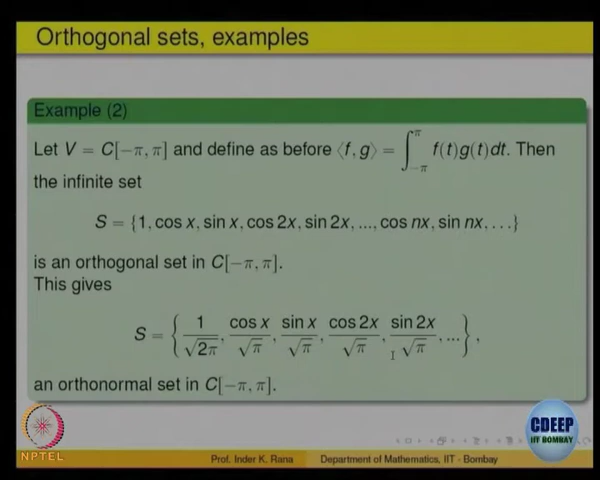 Orthogonal sets, examples
Example (2)
Let V = C[−π, π] and define as before ⟨f, g⟩ = ∫_{−π}^{π} f(t)g(t)dt. Then
the infinite set
S = {1, cos x, sin x, cos 2x, sin 2x, ..., cos nx, sin nx, . . .}
is an orthogonal set in C[−π, π].
This gives
S = { 1/√2π, cos x/√π, sin x/√π, cos 2x/√π, sin 2x/√π, ... },
an orthonormal set in C[−π, π].
NPTEL
CDEEP
IIT BOMBAY
Prof. Inder K. Rana Department of Mathematics, IIT - Bombay